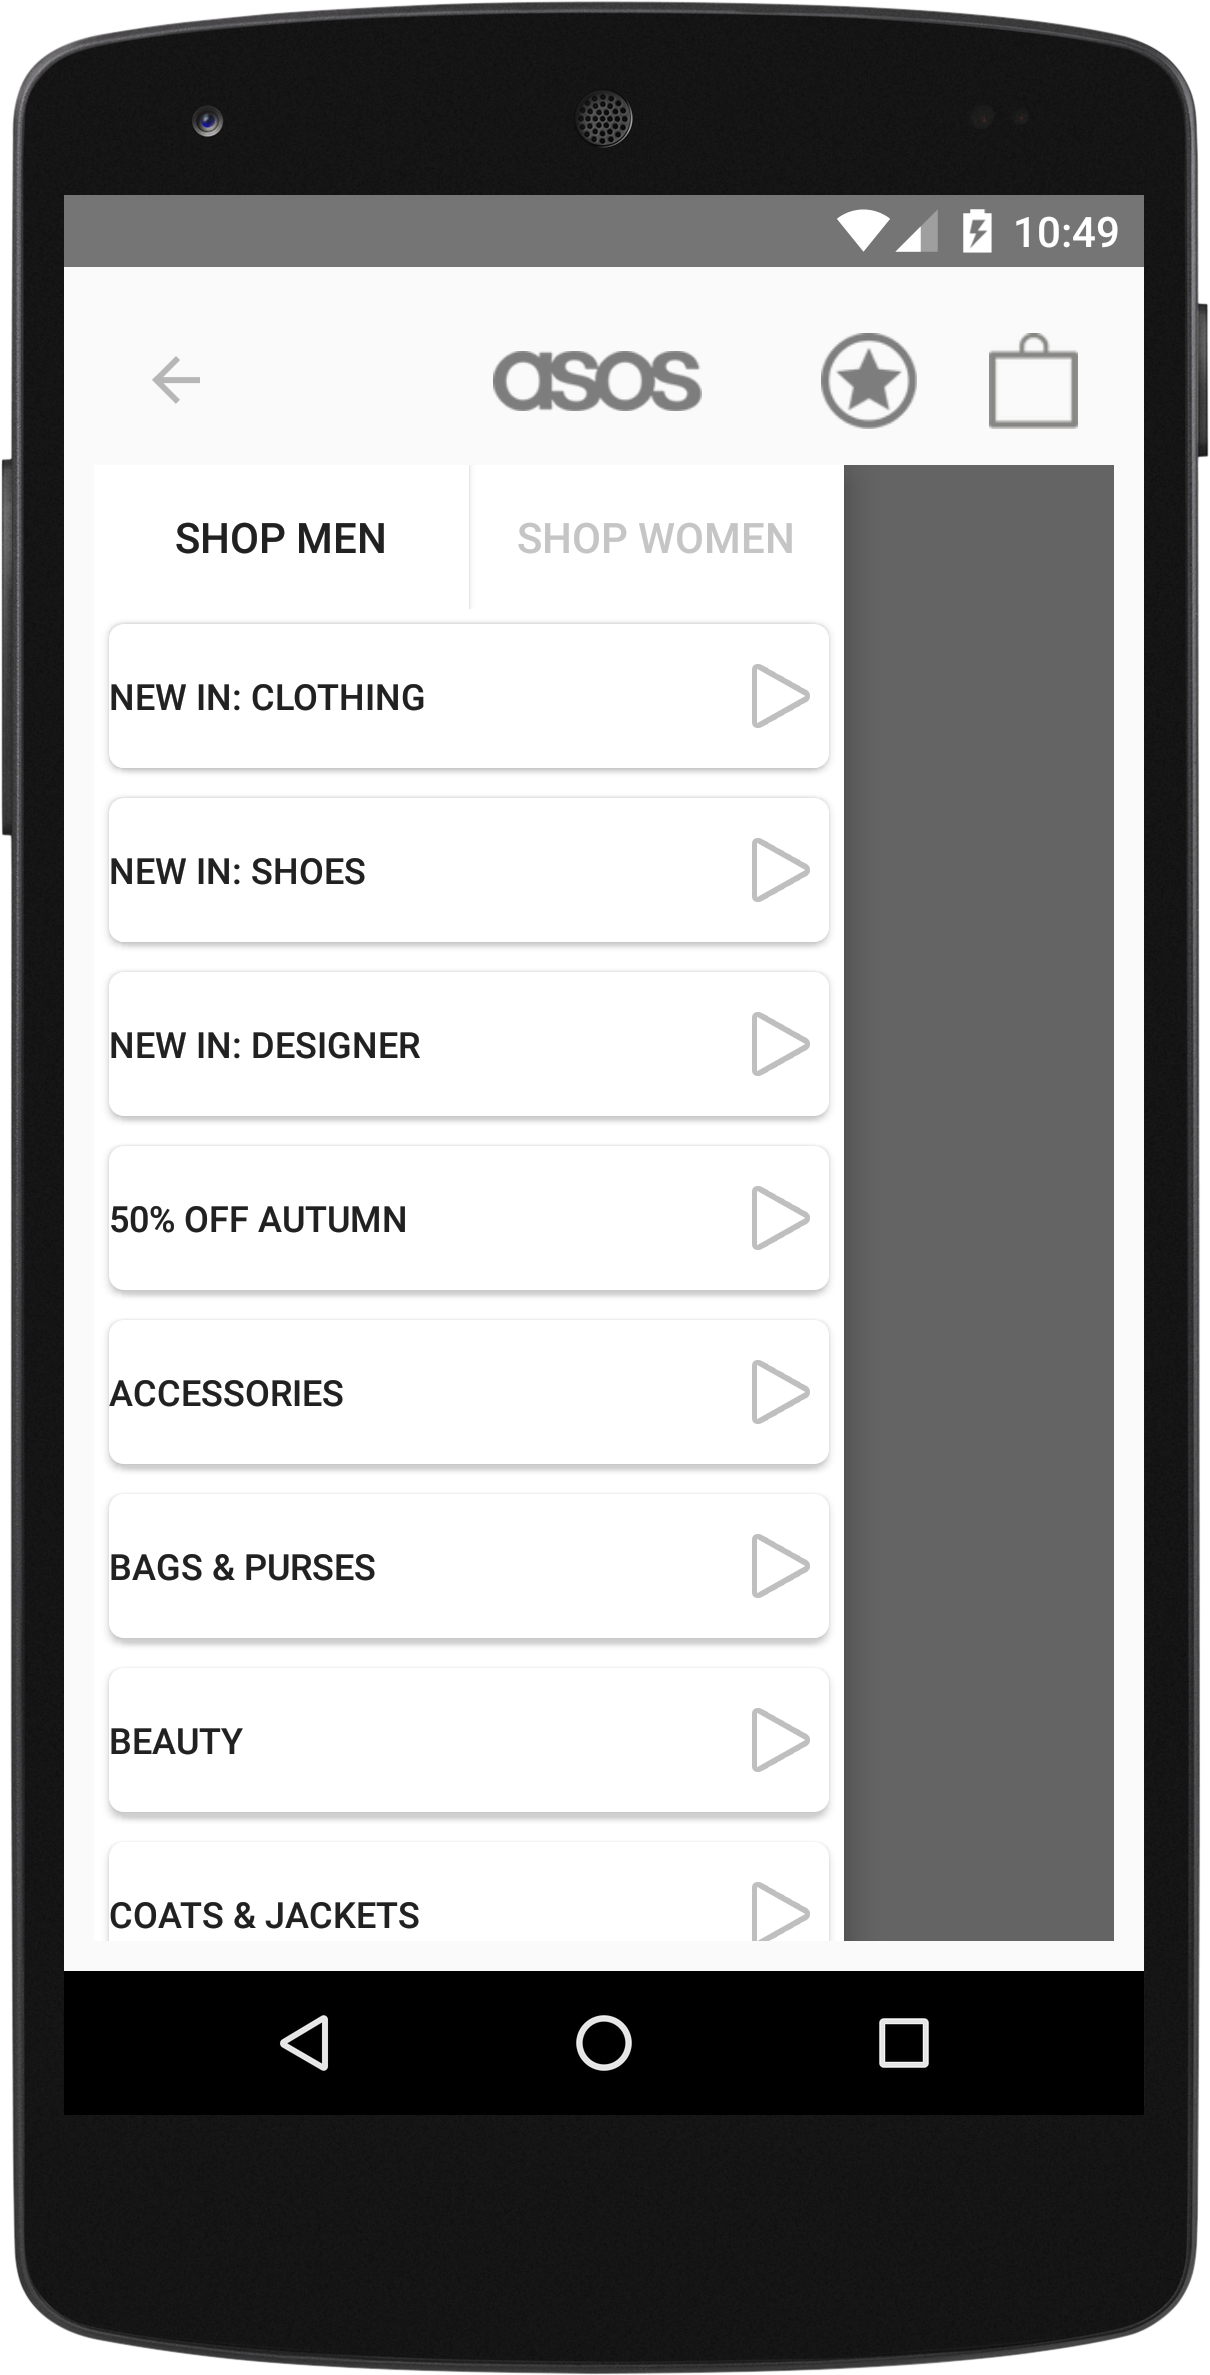 10:49
asos
SHOP MEN
SHOP WOMEN
NEW IN: CLOTHING
NEW IN: SHOES
NEW IN: DESIGNER
50% OFF AUTUMN
ACCESSORIES
BAGS & PURSES
BEAUTY
COATS & JACKETS